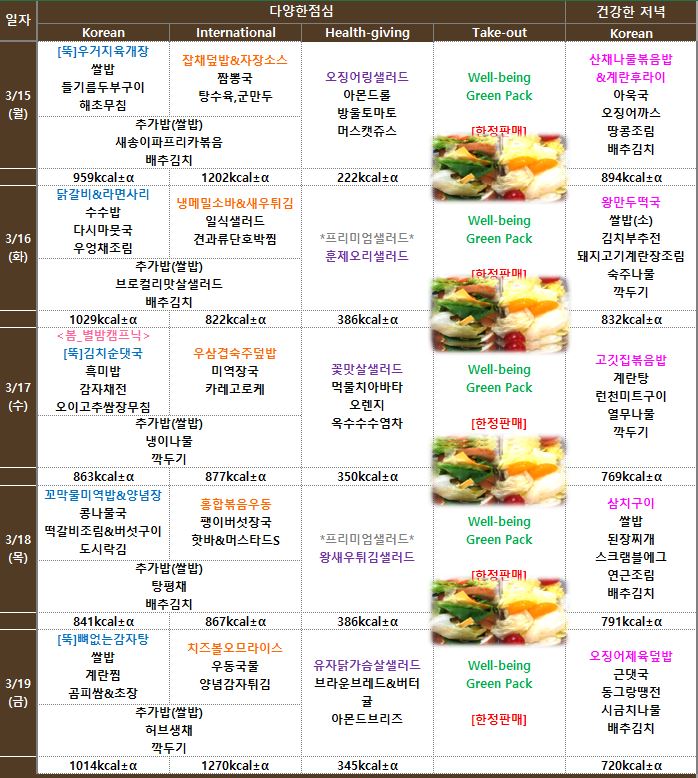 일자
다양한점심
건강한 저녁
Korean
International
Health-giving
Take-out
Korean
3/15
(월)
[뚝]우거지육개장
쌀밥
들기름두부구이
해초무침
잡채덮밥&자장소스
짬뽕국
탕수육,군만두
추가밥(쌀밥)
새송이파프리카볶음
배추김치
오징어링샐러드
아몬드롤
방울토마토
머스캣쥬스
Well-being
Green Pack
[한정판매]
산채나물볶음밥
&계란후라이
아욱국
오징어까스
땅콩조림
배추김치
959kcal±α
1202kcal±α
222kcal±α
894kcal±α
3/16
(화)
닭갈비&라면사리
수수밥
다시마뭇국
우엉채조림
냉메밀소바&새우튀김
일식샐러드
견과류단호박찜
추가밥(쌀밥)
브로컬리맛살샐러드
배추김치
*프리미엄샐러드*
훈제오리샐러드
Well-being
Green Pack
[한정판매]
왕만두떡국
쌀밥(소)
김치부추전
돼지고기계란장조림
숙주나물
깍두기
1029kcal±α
822kcal±α
386kcal±α
832kcal±α
3/17
(수)
<봄_별밤캠프닉>
[뚝]김치순댓국
흑미밥
감자채전
오이고추쌈장무침
우삼겹숙주덮밥
미역장국
카레고로케
추가밥(쌀밥)
냉이나물
깍두기
꽃맛살샐러드
먹물치아바타
오렌지
옥수수수염차
Well-being
Green Pack
[한정판매]
고깃집볶음밥
계란탕
런천미트구이
열무나물
깍두기
863kcal±α
877kcal±α
350kcal±α
769kcal±α
3/18
(목)
꼬막물미역밥&양념장
콩나물국
떡갈비조림&버섯구이
도시락김
홍합볶음우동
팽이버섯장국
핫바&머스타드S
추가밥(쌀밥)
탕평채
배추김치
*프리미엄샐러드*
왕새우튀김샐러드
Well-being
Green Pack
[한정판매]
삼치구이
쌀밥
된장찌개
스크램블에그
연근조림
배추김치
841kcal±α
867kcal±α
386kcal±α
791kcal±α
3/19
(금)
[뚝]뼈없는감자탕
쌀밥
계란찜
곰피쌈&초장
치즈볼오므라이스
우동국물
양념감자튀김
추가밥(쌀밥)
허브생채
깍두기
유자닭가슴살샐러드
브라운브레드&버터
귤
아몬드브리즈
Well-being
Green Pack
[한정판매]
오징어제육덮밥
근댓국
동그랑땡전
시금치나물
배추김치
1014kcal±α
1270kcal±α
345kcal±α
720kcal±α